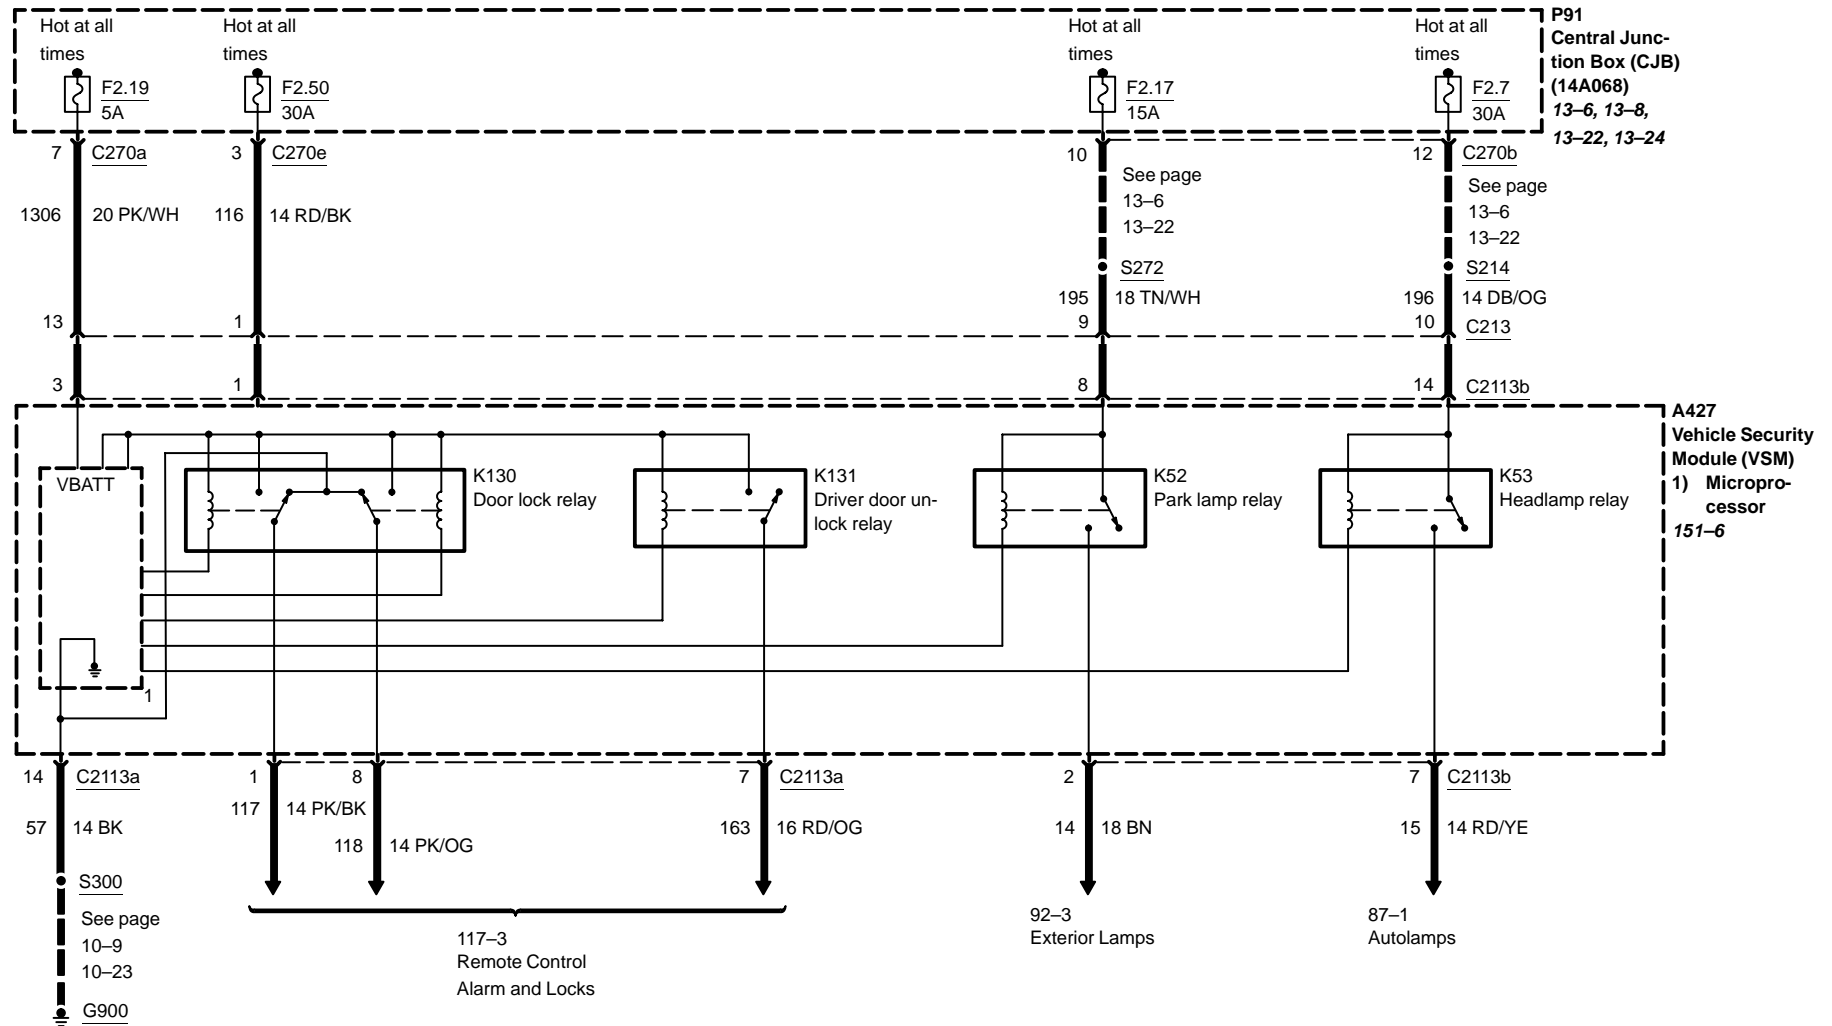 Hot at all
times
F2.19
5A
Hot at all
times
F2.50
30A
Hot at all
times
F2.17
15A
Hot at all
times
F2.7
30A
P91
Central Junc-
tion Box (CJB)
(14A068)
13–6, 13–8,
13–22, 13–24
7 C270a
3 C270e
10
12 C270b
See page
13–6
13–22
See page
13–6
13–22
1306 20 PK/WH
116 14 RD/BK
S272
S214
195 18 TN/WH
196 14 DB/OG
13
1
9
10 C213
3
1
8
14 C2113b
A427
Vehicle Security
Module (VSM)
1) Micropro-
cessor
151–6
VBATT
K130
Door lock relay
K131
Driver door un-
lock relay
K52
Park lamp relay
K53
Headlamp relay
1
14 C2113a
1
8
7 C2113a
2
7 C2113b
57 14 BK
117 14 PK/BK
118 14 PK/OG
163 16 RD/OG
14 18 BN
15 14 RD/YE
S300
See page
10–9
10–23
G900
117–3
Remote Control
Alarm and Locks
92–3
Exterior Lamps
87–1
Autolamps